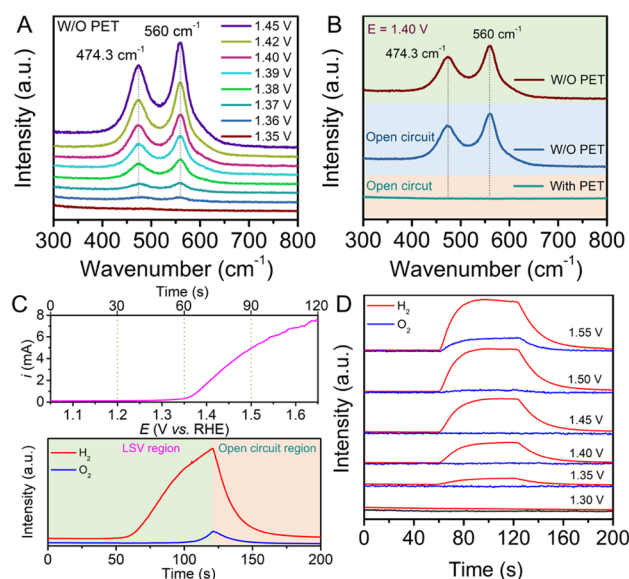 A
W/O PET
560 cm⁻¹
474.3 cm⁻¹
1.45 V
1.42 V
1.40 V
1.39 V
1.38 V
1.37 V
1.36 V
1.35 V
Intensity (a.u.)
300 400 500 600 700 800
Wavenumber (cm⁻¹)
B
E = 1.40 V
560 cm⁻¹
474.3 cm⁻¹
W/O PET
Open circuit
W/O PET
Open circut
With PET
Intensity (a.u.)
300 400 500 600 700 800
Wavenumber (cm⁻¹)
C
Time (s)
0 30 60 90 120
8
6
4
2
0
i (mA)
1.1 1.2 1.3 1.4 1.5 1.6
E (V vs. RHE)
H₂
O₂
LSV region
Open circuit region
Intensity (a.u.)
0 50 100 150 200
Time (s)
D
H₂
O₂
1.55 V
1.50 V
1.45 V
1.40 V
1.35 V
1.30 V
Intensity (a.u.)
0 40 80 120 160 200
Time (s)